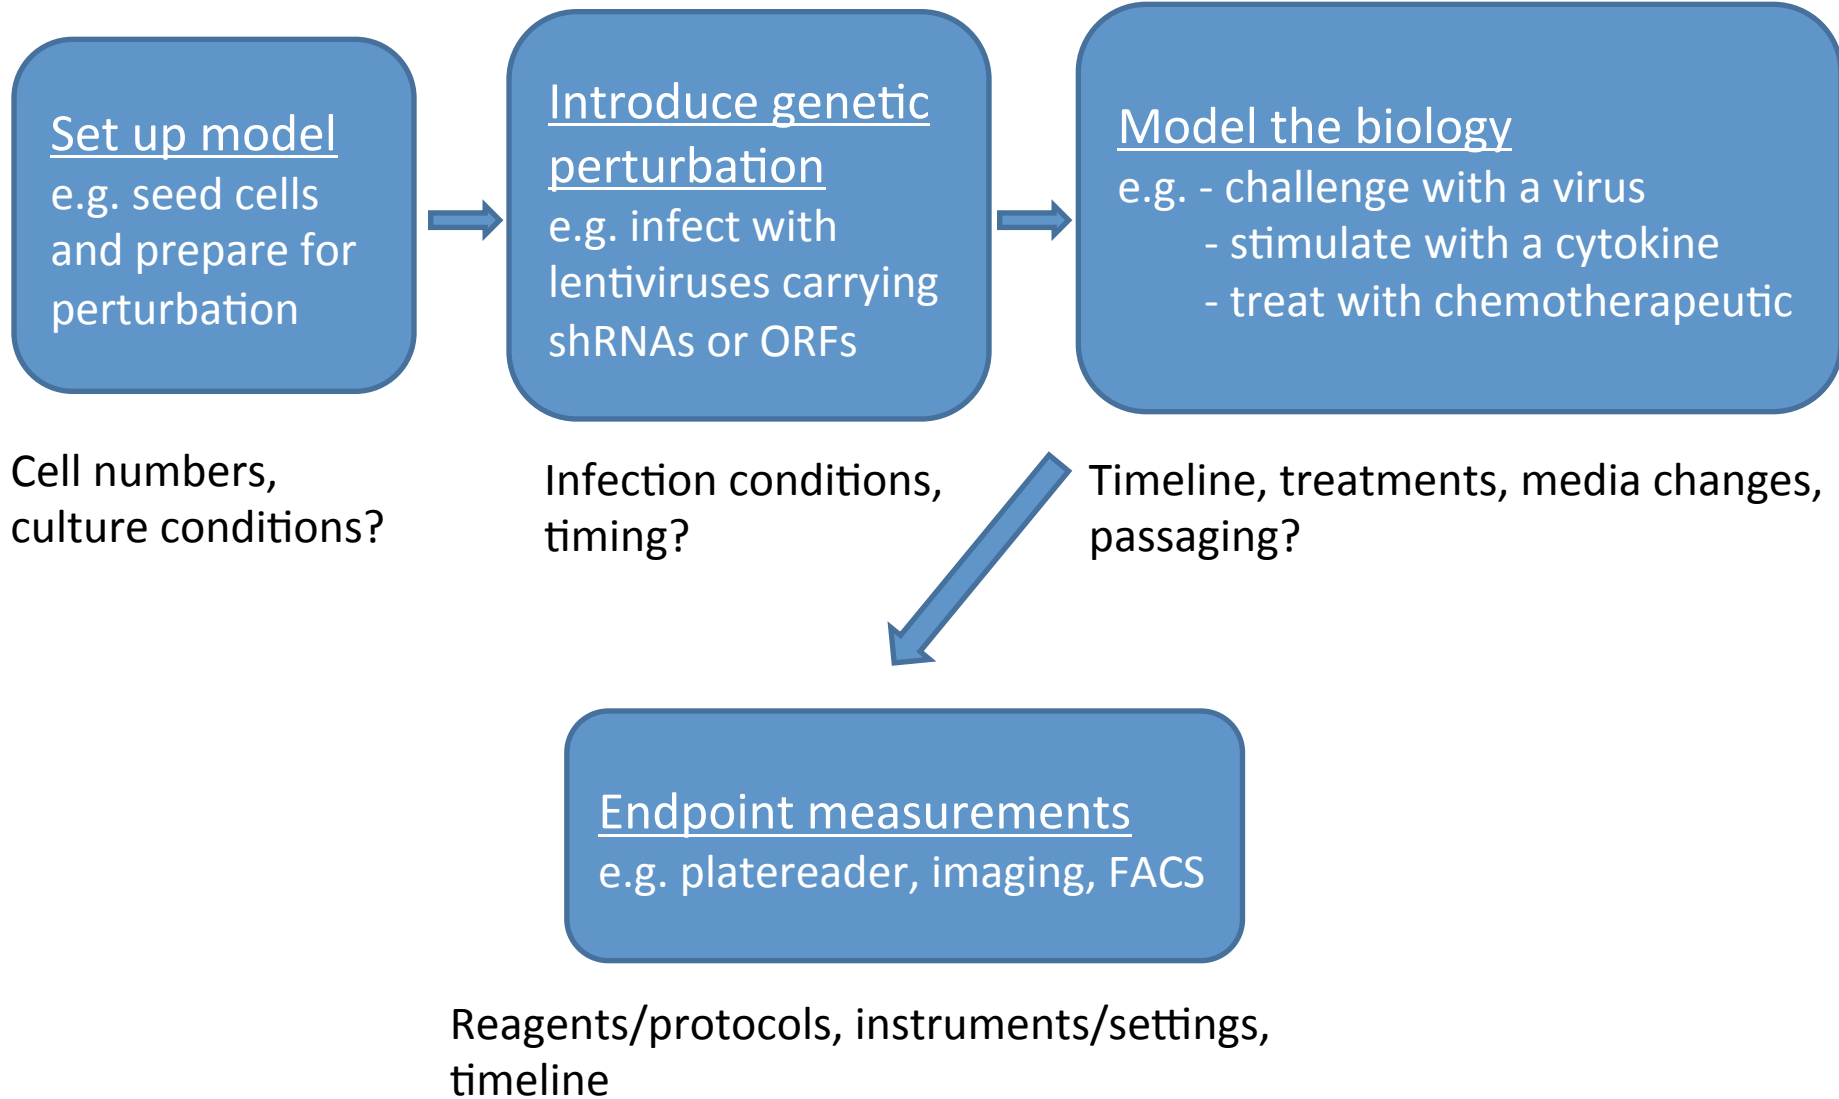 Set up model
e.g. seed cells
and prepare for
perturbation
Cell numbers,
culture conditions?
Introduce genetic
perturbation
e.g. infect with
lentiviruses carrying
shRNAs or ORFs
Infection conditions,
timing?
Model the biology
e.g. - challenge with a virus
- stimulate with a cytokine
- treat with chemotherapeutic
Timeline, treatments, media changes,
passaging?
Endpoint measurements
e.g. platereader, imaging, FACS
Reagents/protocols, instruments/settings,
timeline